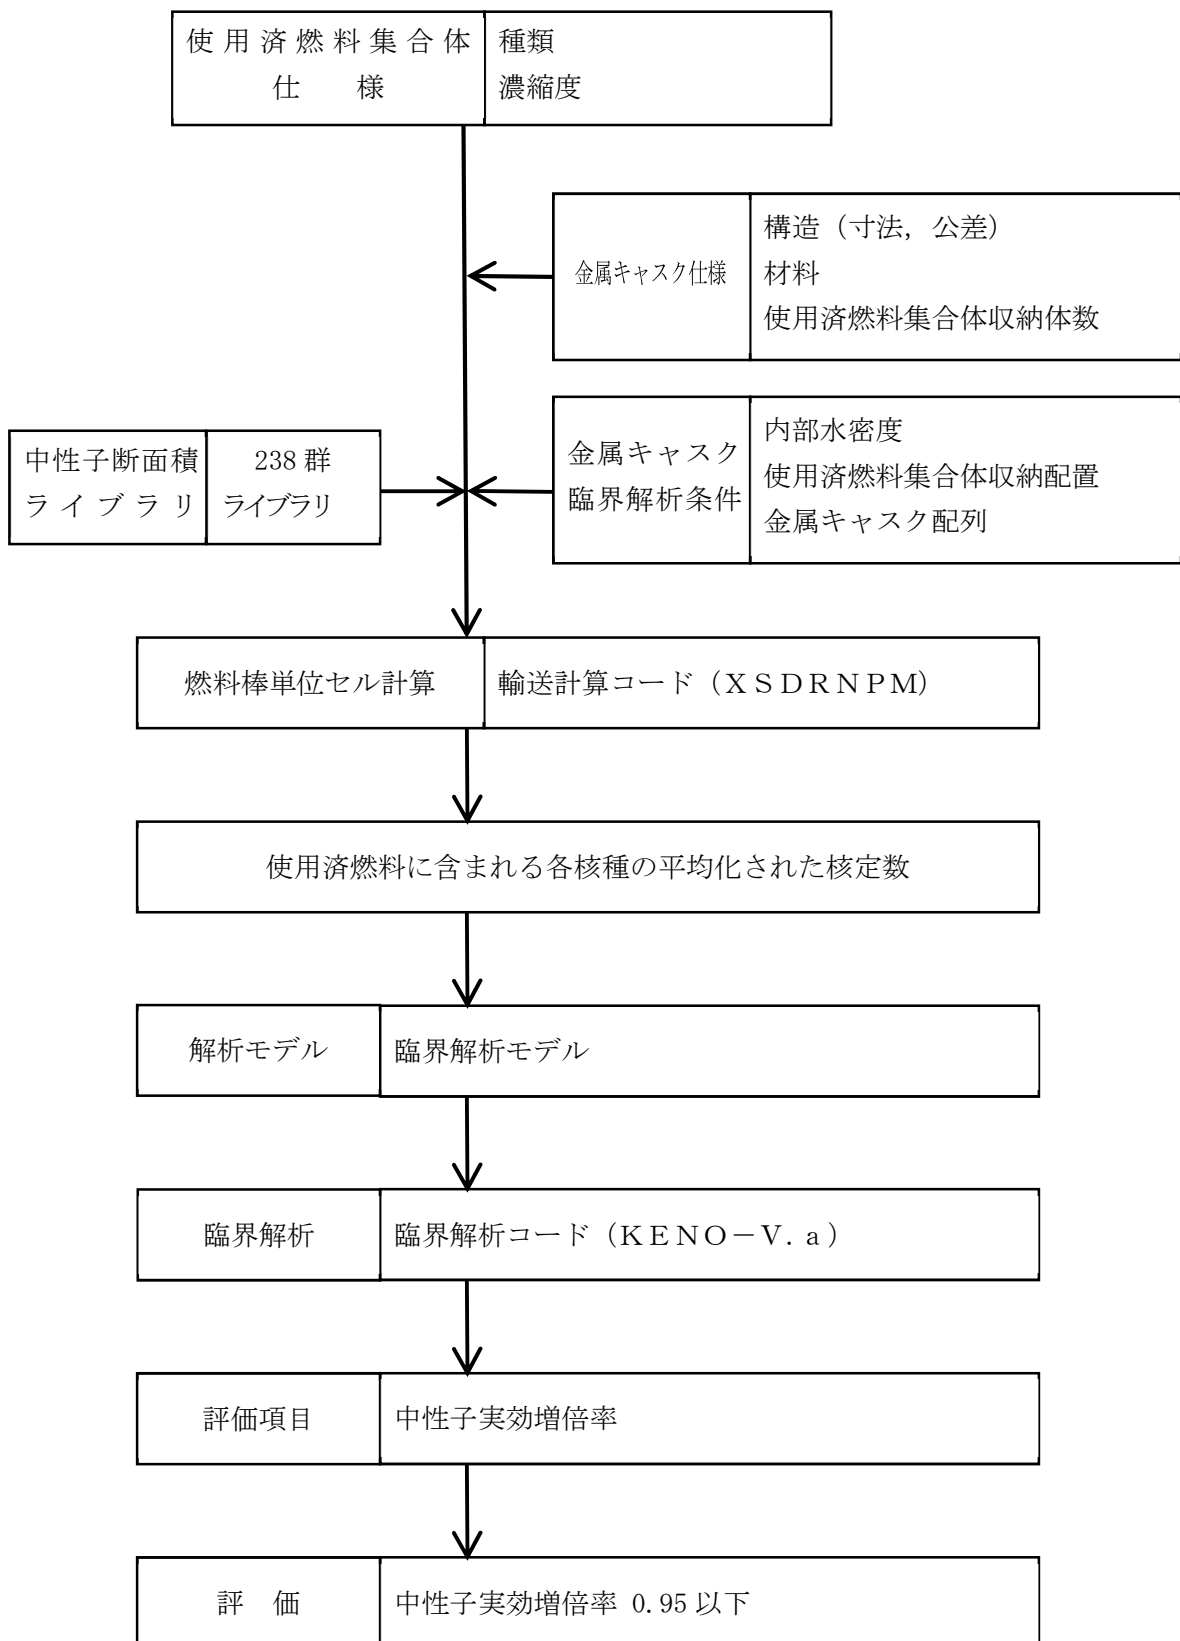 使用済燃料集合体
仕 様
種類
濃縮度
金属キャスク仕様
構造（寸法，公差）
材料
使用済燃料集合体収納体数
中性子断面積
ライブラリ
238 群
ライブラリ
金属キャスク
臨界解析条件
内部水密度
使用済燃料集合体収納配置
金属キャスク配列
燃料棒単位セル計算
輸送計算コード（ＸＳＤＲＮＰＭ）
使用済燃料に含まれる各核種の平均化された核定数
解析モデル
臨界解析モデル
臨界解析
臨界解析コード（ＫＥＮＯ－Ｖ．ａ）
評価項目
中性子実効増倍率
評 価
中性子実効増倍率 0.95 以下